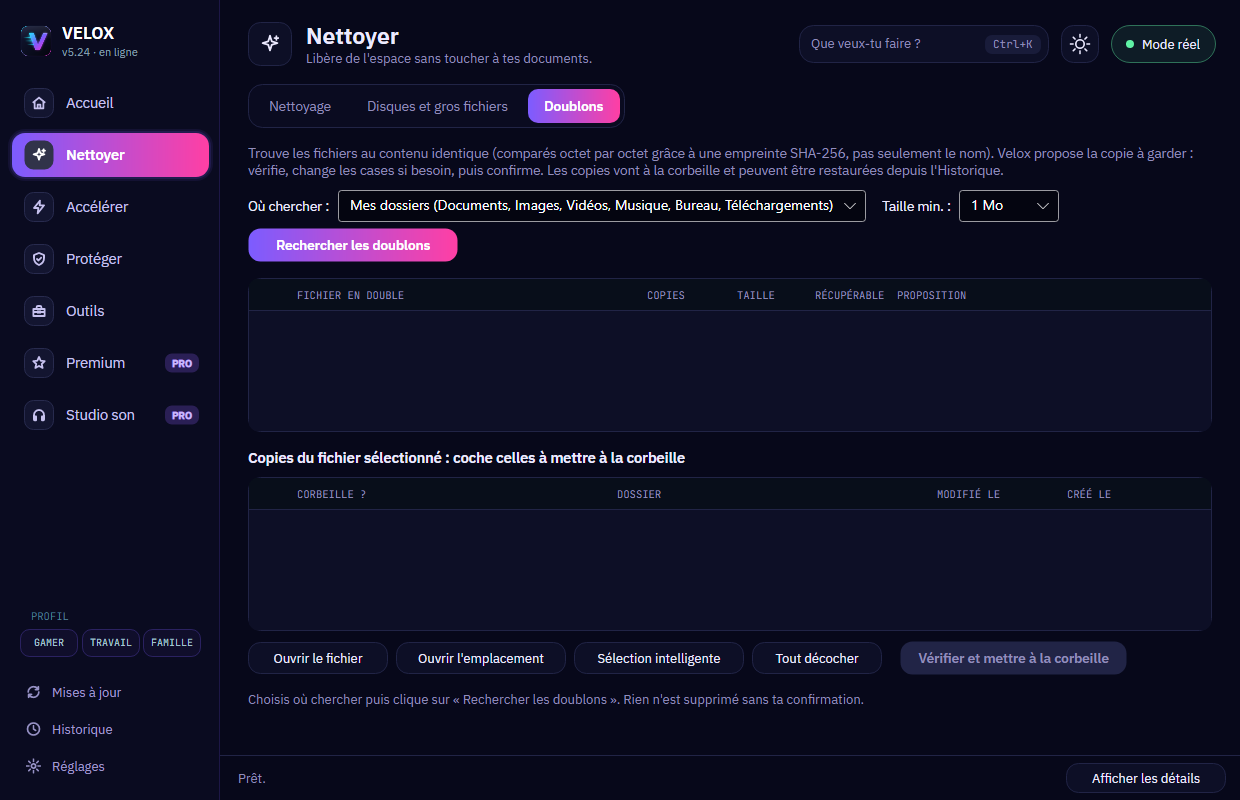 VELOX
v5.24 · en ligne
Accueil
Nettoyer
Accélérer
Protéger
Outils
Premium PRO
Studio son PRO
PROFIL
GAMER TRAVAIL FAMILLE
Mises à jour
Historique
Réglages
Nettoyer
Libère de l'espace sans toucher à tes documents.
Que veux-tu faire ? Ctrl+K
Mode réel
Nettoyage Disques et gros fichiers Doublons
Trouve les fichiers au contenu identique (comparés octet par octet grâce à une empreinte SHA-256, pas seulement le nom). Velox propose la copie à garder :
vérifie, change les cases si besoin, puis confirme. Les copies vont à la corbeille et peuvent être restaurées depuis l'Historique.
Où chercher : Mes dossiers (Documents, Images, Vidéos, Musique, Bureau, Téléchargements) Taille min. : 1 Mo
Rechercher les doublons
FICHIER EN DOUBLE COPIES TAILLE RÉCUPÉRABLE PROPOSITION
Copies du fichier sélectionné : coche celles à mettre à la corbeille
CORBEILLE ? DOSSIER MODIFIÉ LE CRÉÉ LE
Ouvrir le fichier Ouvrir l'emplacement Sélection intelligente Tout décocher Vérifier et mettre à la corbeille
Choisis où chercher puis clique sur « Rechercher les doublons ». Rien n'est supprimé sans ta confirmation.
Prêt. Afficher les détails